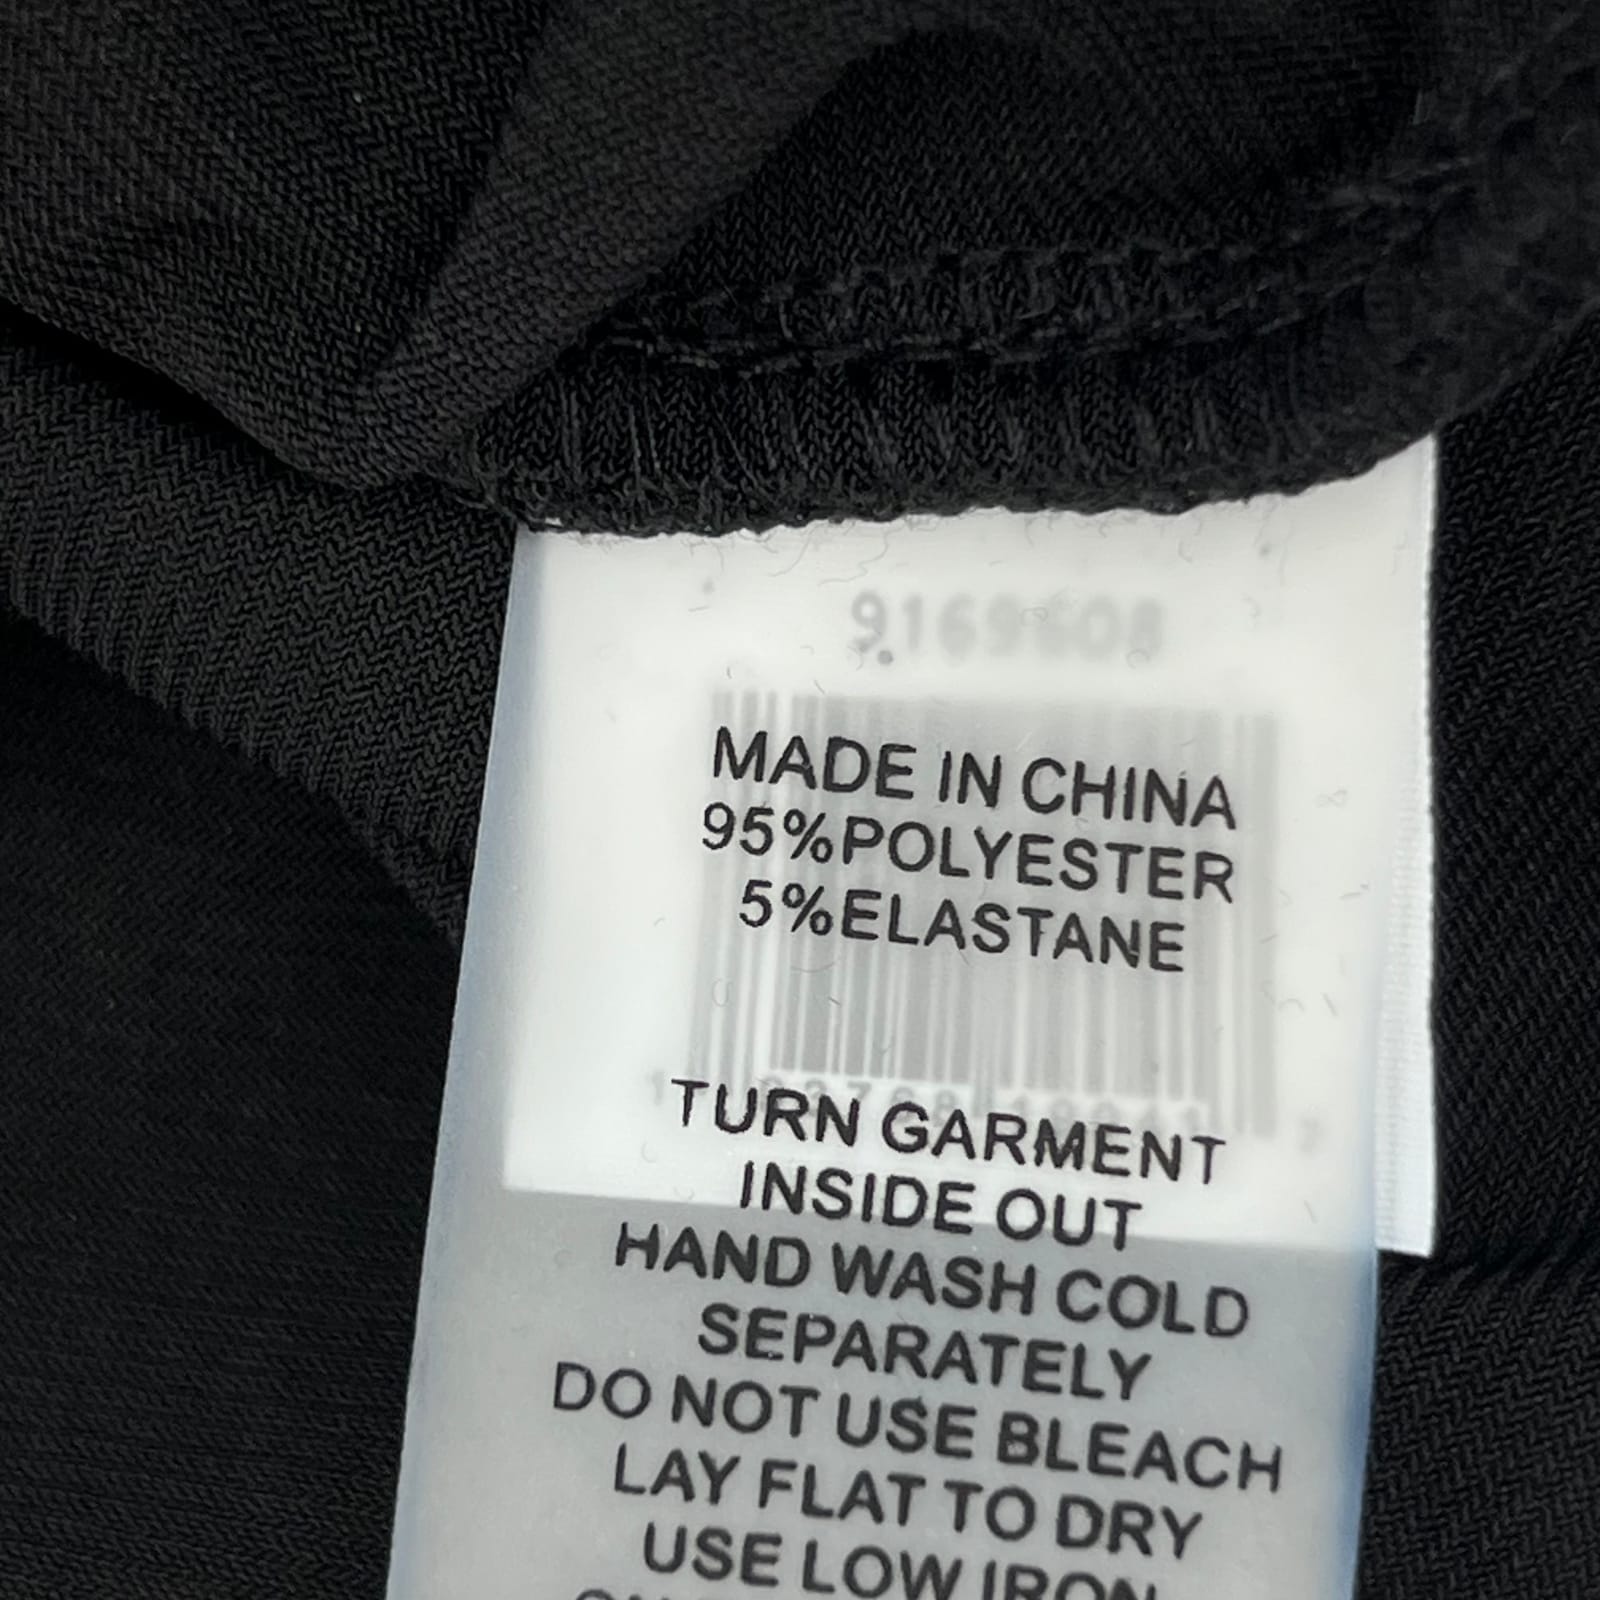 9169608
MADE IN CHINA
95%POLYESTER
5%ELASTANE
TURN GARMENT
INSIDE OUT
HAND WASH COLD
SEPARATELY
DO NOT USE BLEACH
LAY FLAT TO DRY
USE LOW IRON